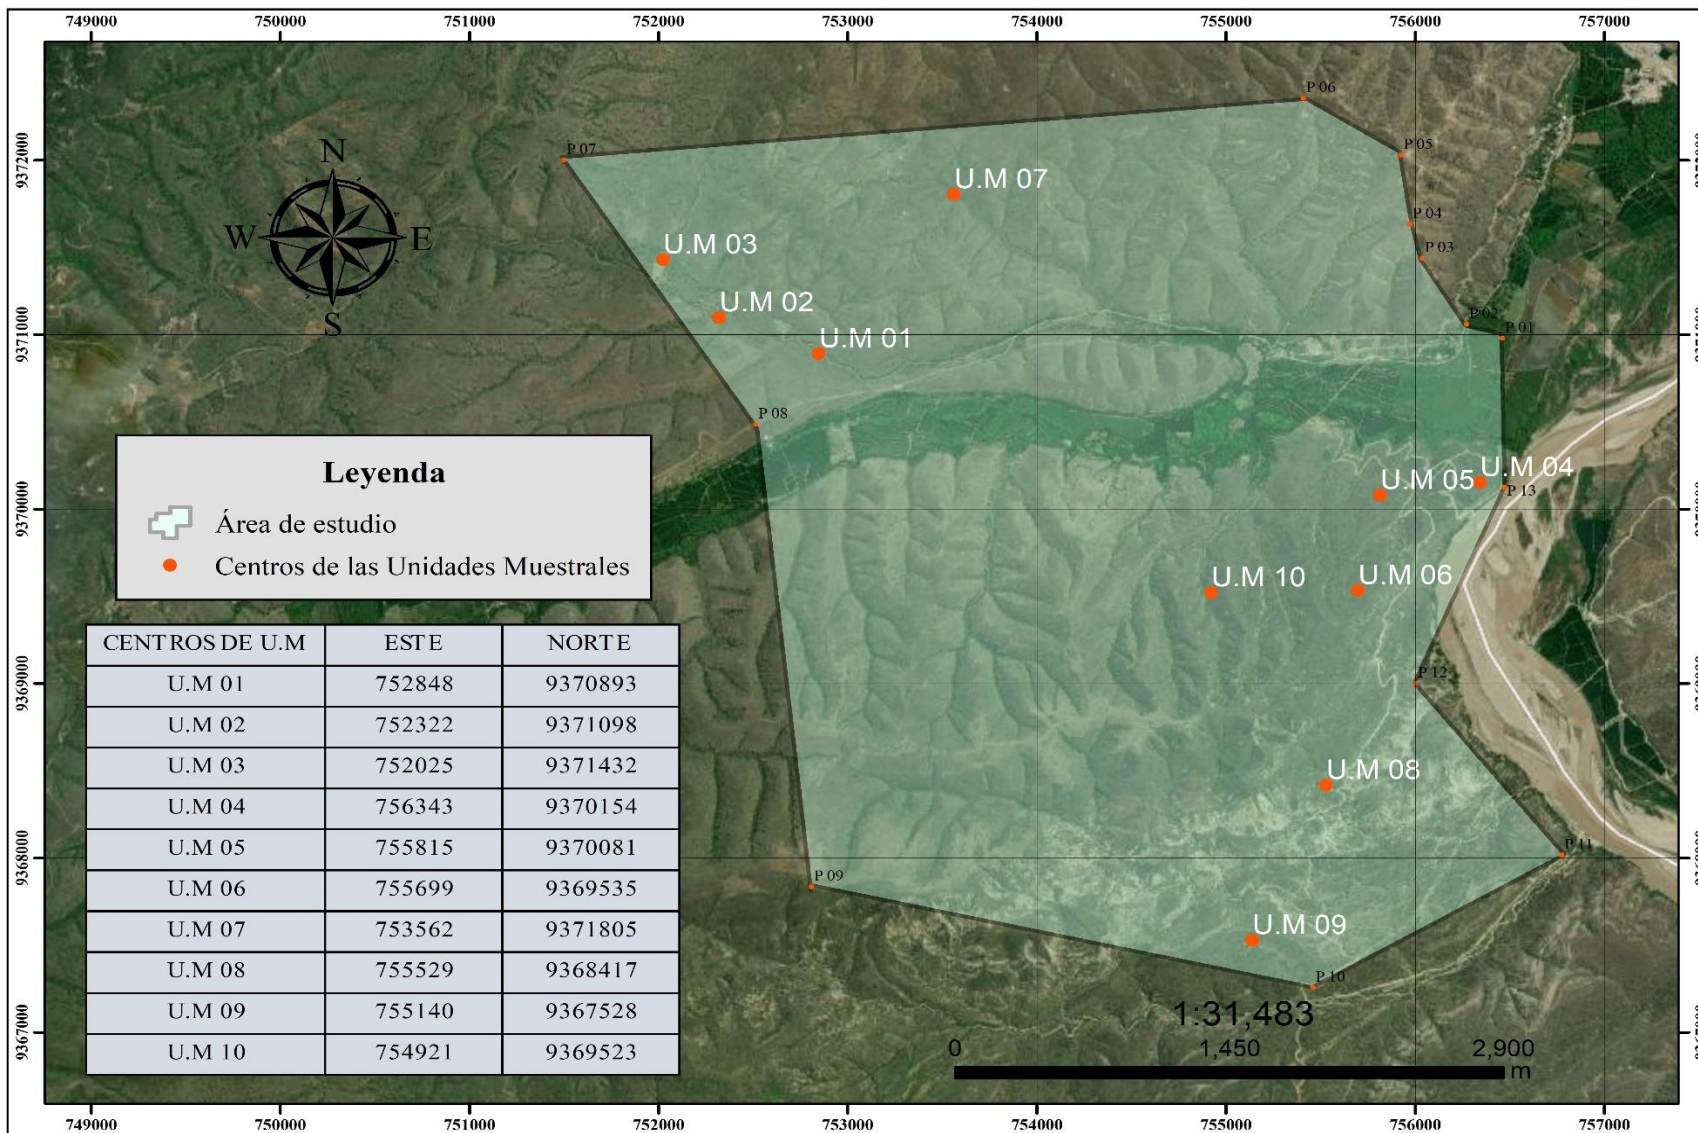 749000 750000 751000 752000 753000 754000 755000 756000 757000
9372000
9371000
9370000
9369000
9368000
9367000
N
W E
S
P 06
P 05
P 07
P 04
P 03
P 02
P 01
P 08
P 13
P 12
P 11
P 09
P 10
U.M 07
U.M 03
U.M 02
U.M 01
U.M 04
U.M 05
U.M 06
U.M 10
U.M 08
U.M 09
Leyenda
Área de estudio
Centros de las Unidades Muestrales
CENTROS DE U.M ESTE NORTE
U.M 01 752848 9370893
U.M 02 752322 9371098
U.M 03 752025 9371432
U.M 04 756343 9370154
U.M 05 755815 9370081
U.M 06 755699 9369535
U.M 07 753562 9371805
U.M 08 755529 9368417
U.M 09 755140 9367528
U.M 10 754921 9369523
1:31,483
0 1,450 2,900
m
749000 750000 751000 752000 753000 754000 755000 756000 757000